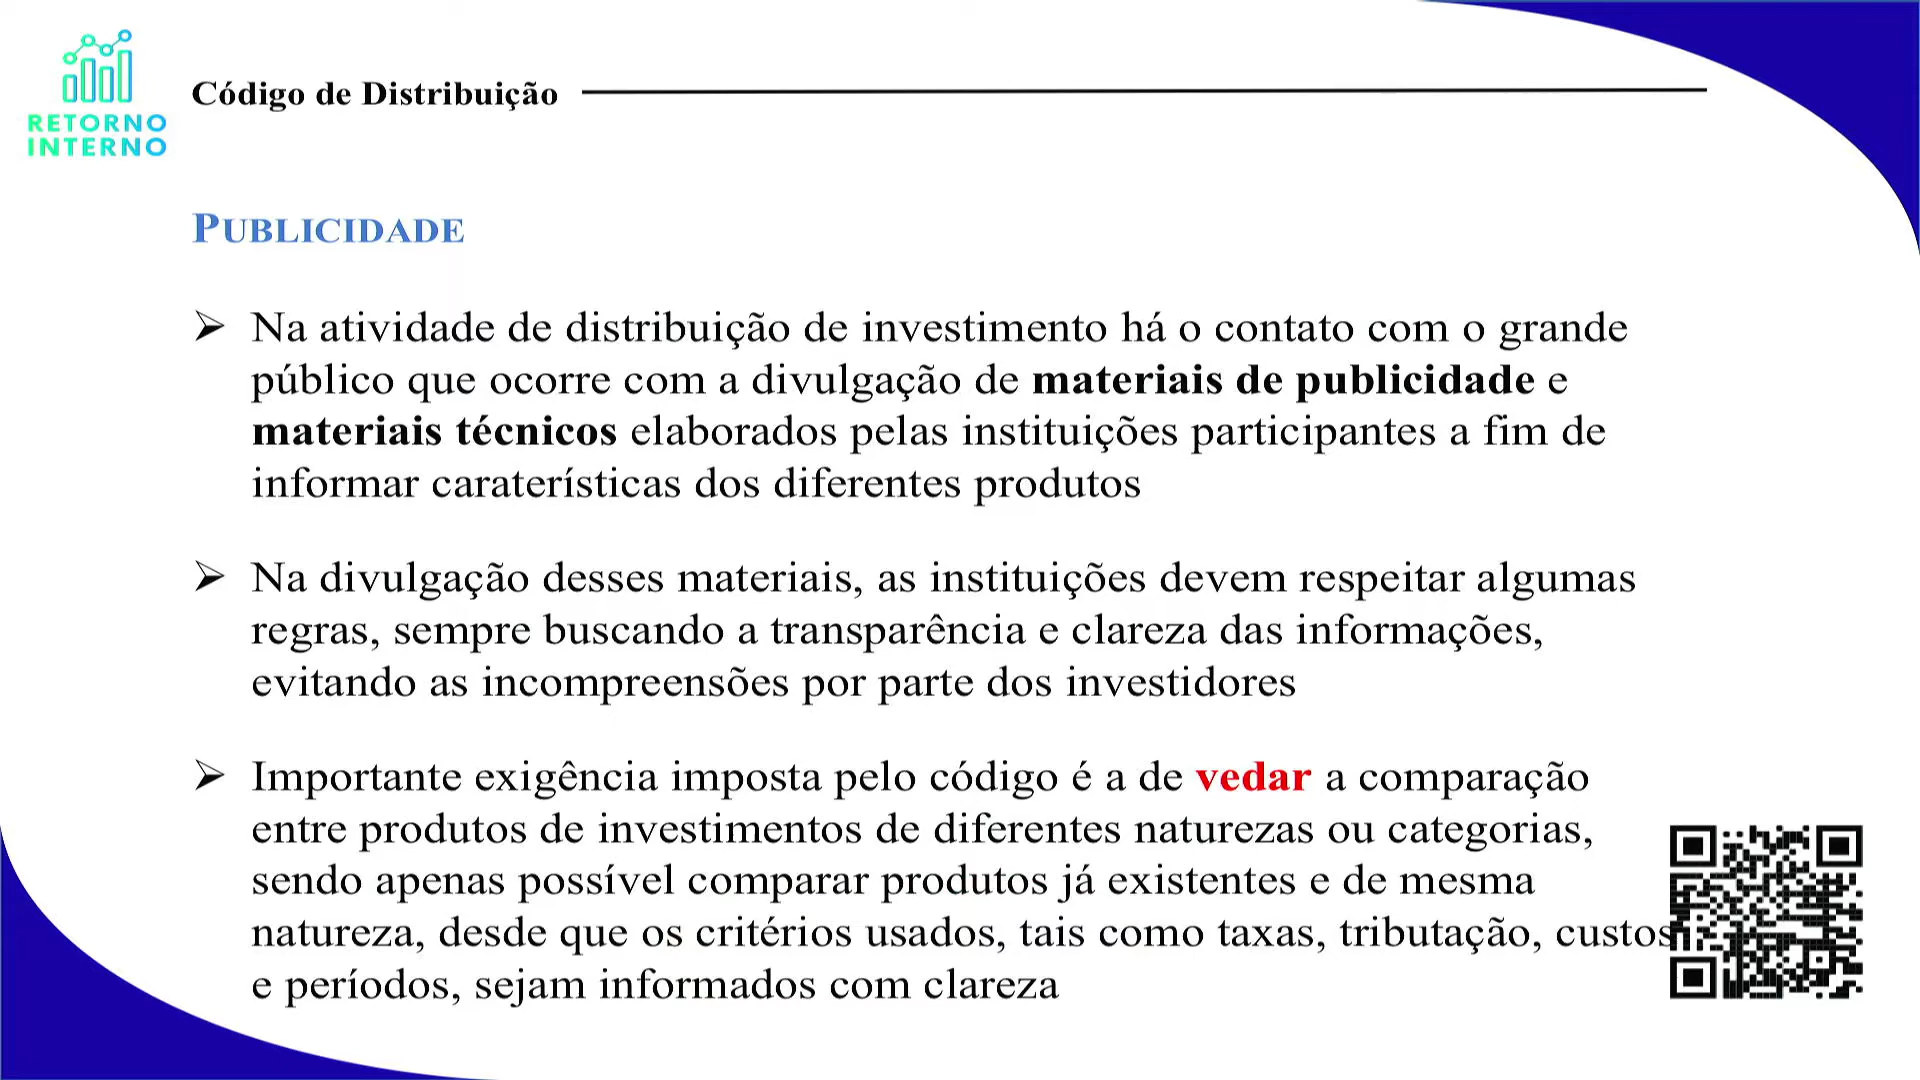 RETORNO
INTERNO
Código de Distribuição
PUBLICIDADE
➢ Na atividade de distribuição de investimento há o contato com o grande
público que ocorre com a divulgação de materiais de publicidade e
materiais técnicos elaborados pelas instituições participantes a fim de
informar caraterísticas dos diferentes produtos
➢ Na divulgação desses materiais, as instituições devem respeitar algumas
regras, sempre buscando a transparência e clareza das informações,
evitando as incompreensões por parte dos investidores
➢ Importante exigência imposta pelo código é a de vedar a comparação
entre produtos de investimentos de diferentes naturezas ou categorias,
sendo apenas possível comparar produtos já existentes e de mesma
natureza, desde que os critérios usados, tais como taxas, tributação, custos
e períodos, sejam informados com clareza